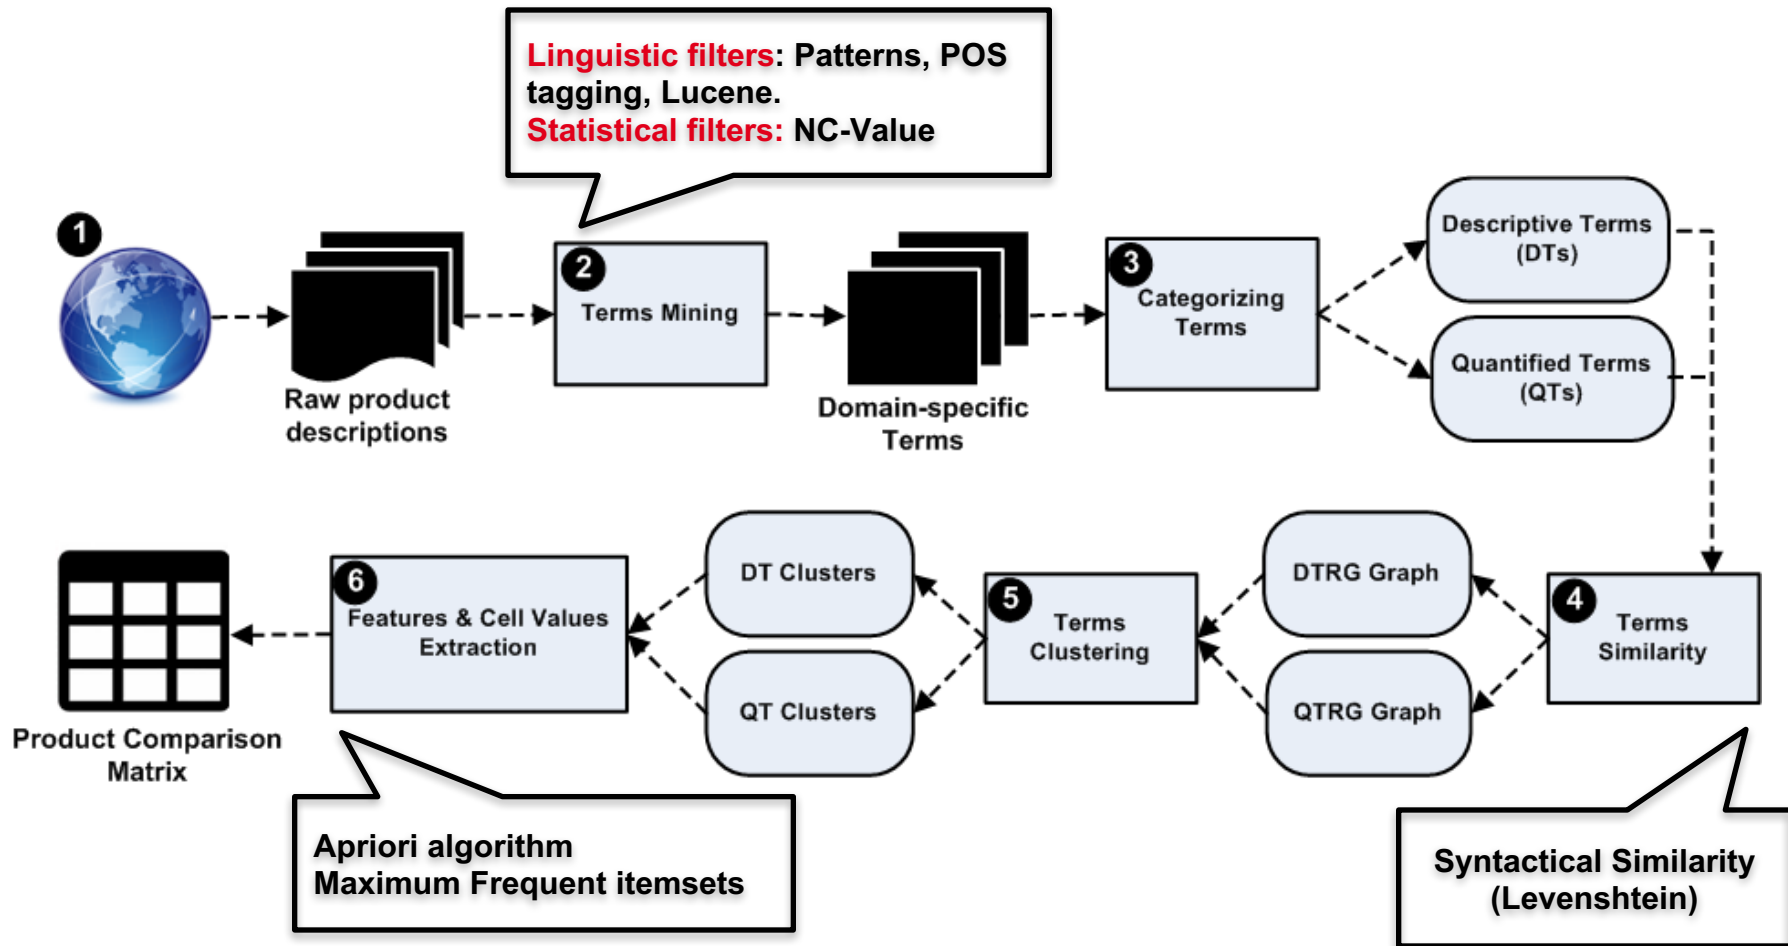 Linguistic filters: Patterns, POS
tagging, Lucene.
Statistical filters: NC-Value
1
Raw product
descriptions
2
Terms Mining
Domain-specific
Terms
3
Categorizing
Terms
Descriptive Terms
(DTs)
Quantified Terms
(QTs)
4
Terms
Similarity
DTRG Graph
QTRG Graph
5
Terms
Clustering
DT Clusters
QT Clusters
6
Features & Cell Values
Extraction
Product Comparison
Matrix
Apriori algorithm
Maximum Frequent itemsets
Syntactical Similarity
(Levenshtein)